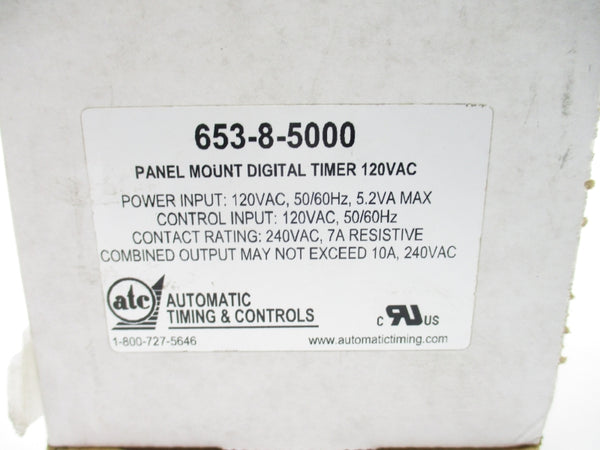 653-8-5000
PANEL MOUNT DIGITAL TIMER 120VAC
POWER INPUT: 120VAC, 50/60Hz, 5.2VA MAX
CONTROL INPUT: 120VAC, 50/60Hz
CONTACT RATING: 240VAC, 7A RESISTIVE
COMBINED OUTPUT MAY NOT EXCEED 10A, 240VAC
atc
AUTOMATIC
TIMING & CONTROLS
c RU US
1-800-727-5646
www.automatictiming.com